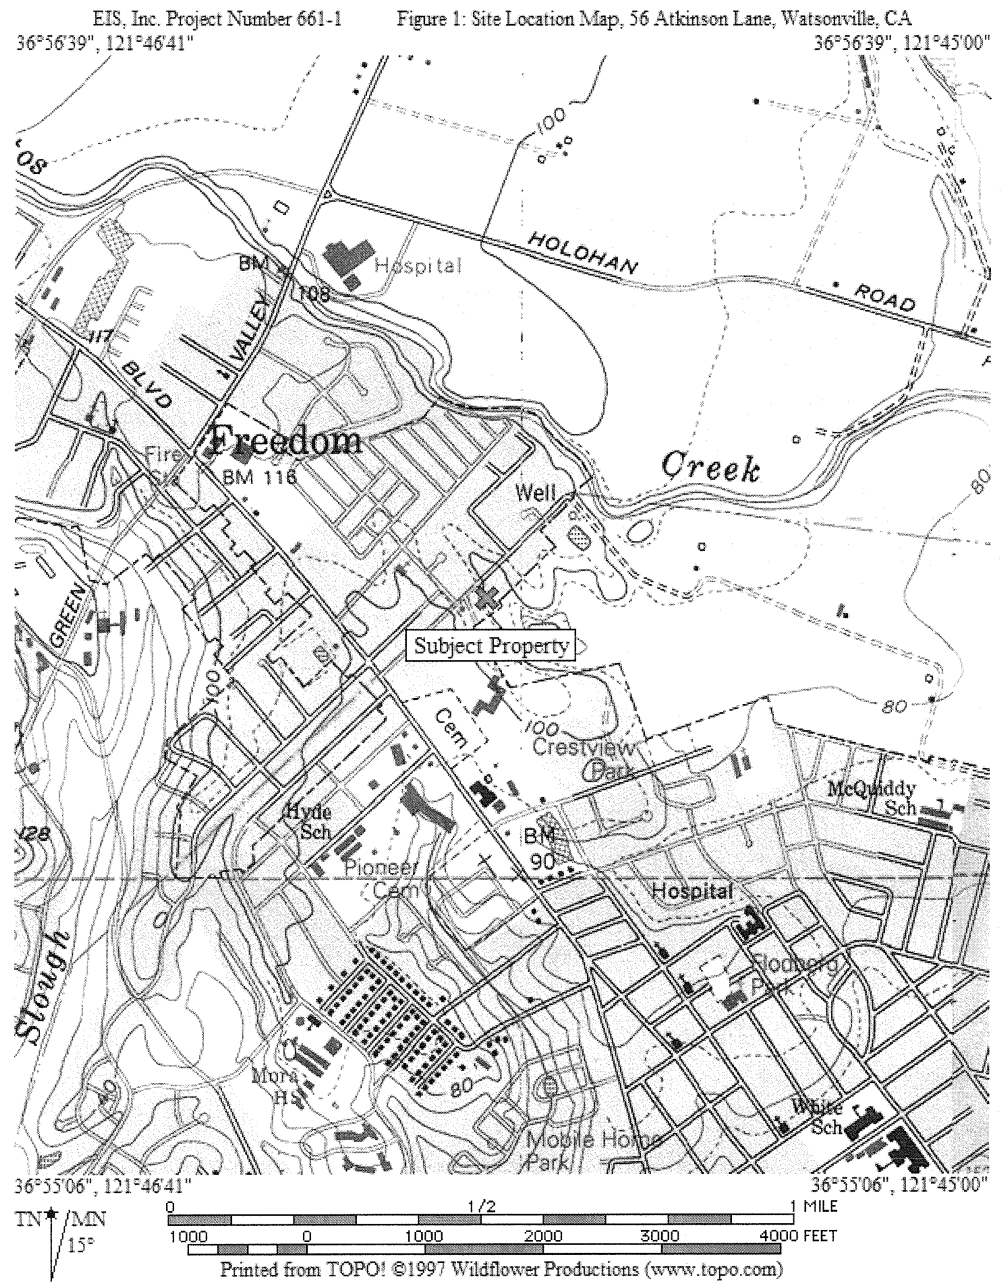 EIS, Inc. Project Number 661-1 Figure 1: Site Location Map, 56 Atkinson Lane, Watsonville, CA
36°56'39", 121°46'41" 36°56'39", 121°45'00"
100
LOS
HOLOHAN
BM
Hospital
108
ROAD
117
VALLEY
BLVD
Freedom
Fire
Sta
BM 116
Creek
Well
80
GREEN
Subject Property
100
80
Cem
100
Crestview
Park
McQuiddy
Sch
Hyde
Sch
128
BM
90
Pioneer
Cem
Hospital
0
Slough
Flodberg
Park
80
Mora
HS
White
Sch
Mobile Home
Park
36°55'06", 121°46'41" 36°55'06", 121°45'00"
TN MN
15°
0 1/2 1 MILE
1000 0 1000 2000 3000 4000 FEET
Printed from TOPO! ©1997 Wildflower Productions (www.topo.com)